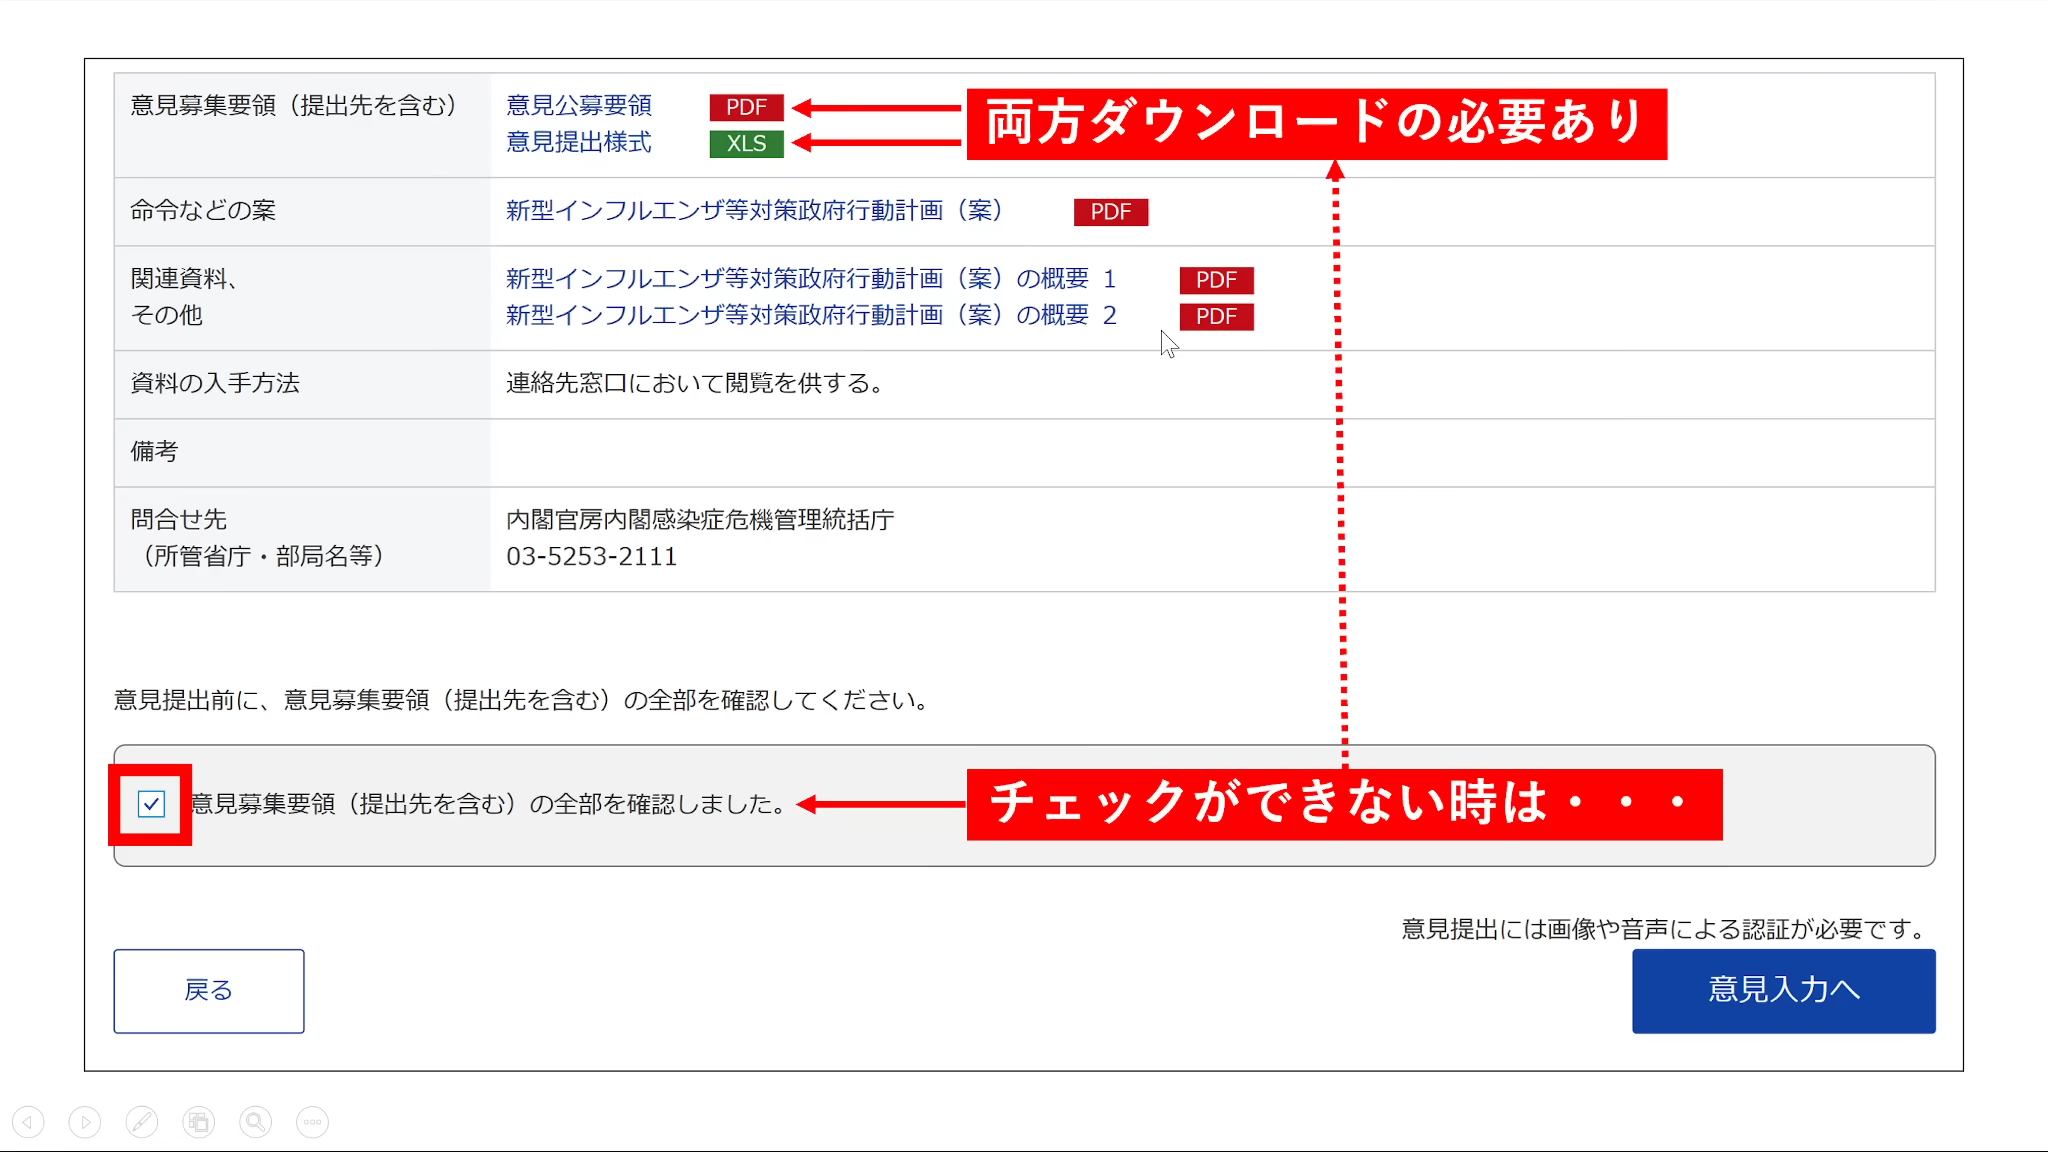 意見募集要領（提出先を含む）
意見公募要領 PDF
意見提出様式 XLS
両方ダウンロードの必要あり
命令などの案
新型インフルエンザ等対策政府行動計画（案） PDF
関連資料、
その他
新型インフルエンザ等対策政府行動計画（案）の概要 1 PDF
新型インフルエンザ等対策政府行動計画（案）の概要 2 PDF
資料の入手方法
連絡先窓口において閲覧を供する。
備考
問合せ先
（所管省庁・部局名等）
内閣官房内閣感染症危機管理統括庁
03-5253-2111
意見提出前に、意見募集要領（提出先を含む）の全部を確認してください。
意見募集要領（提出先を含む）の全部を確認しました。
チェックができない時は・・・
意見提出には画像や音声による認証が必要です。
戻る
意見入力へ